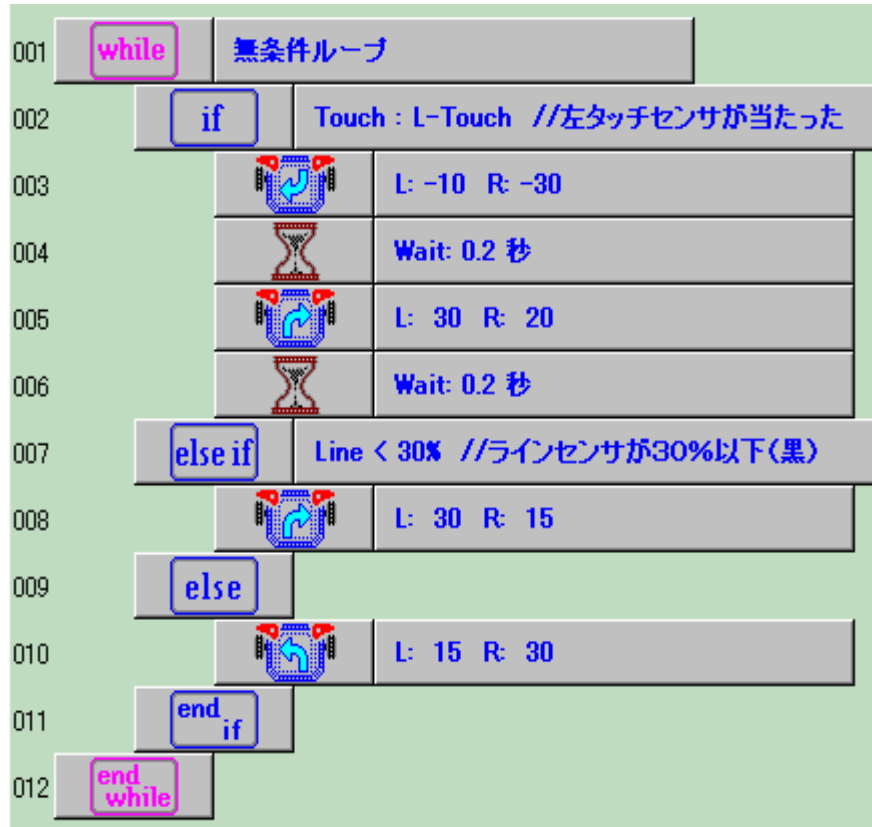 001 while 無条件ループ
002 if Touch : L-Touch //左タッチセンサが当たった
003 L: -10 R: -30
004 Wait: 0.2 秒
005 L: 30 R: 20
006 Wait: 0.2 秒
007 else if Line < 30% //ラインセンサが30%以下(黒)
008 L: 30 R: 15
009 else
010 L: 15 R: 30
011 end if
012 end while